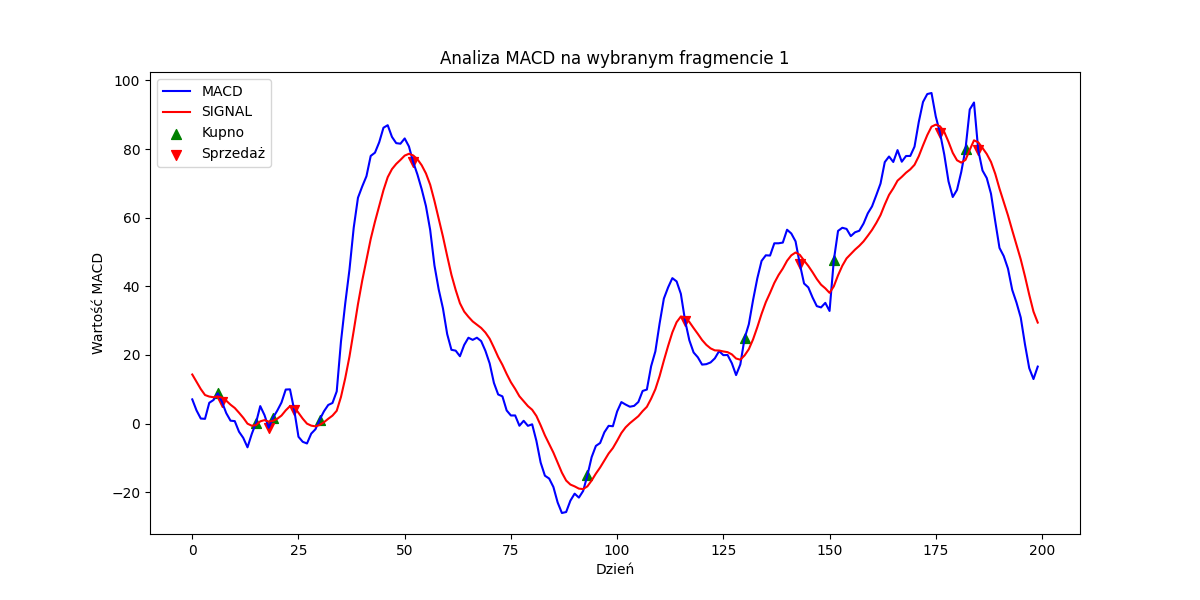 Analiza MACD na wybranym fragmencie 1
MACD
SIGNAL
Kupno
Sprzedaż
Wartość MACD
100
80
60
40
20
0
−20
0 25 50 75 100 125 150 175 200
Dzień